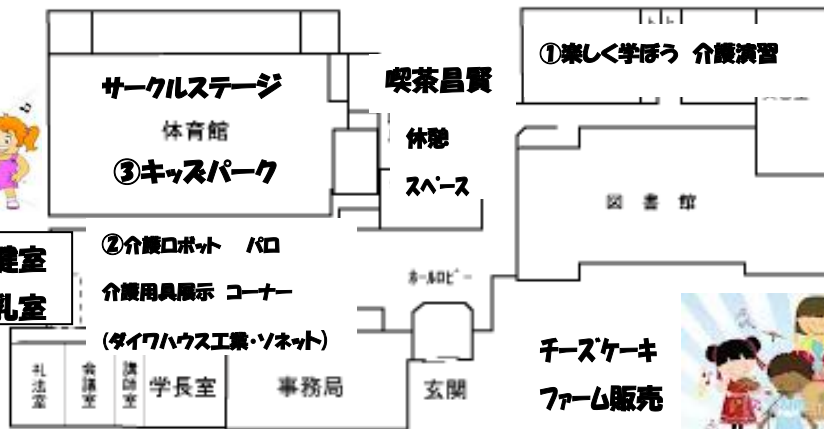 サークルステージ
体育館
③キッズパーク
喫茶昌賢
休憩
スペース
①楽しく学ぼう 介護演習
図書館
健室
乳室
②介護ロボット パロ
介護用具展示 コーナー
(ダイワハウス工業・ソネット)
ホールロビー
礼法室
会議室
講師室
学長室
事務局
玄関
チーズケーキ
ファーム販売